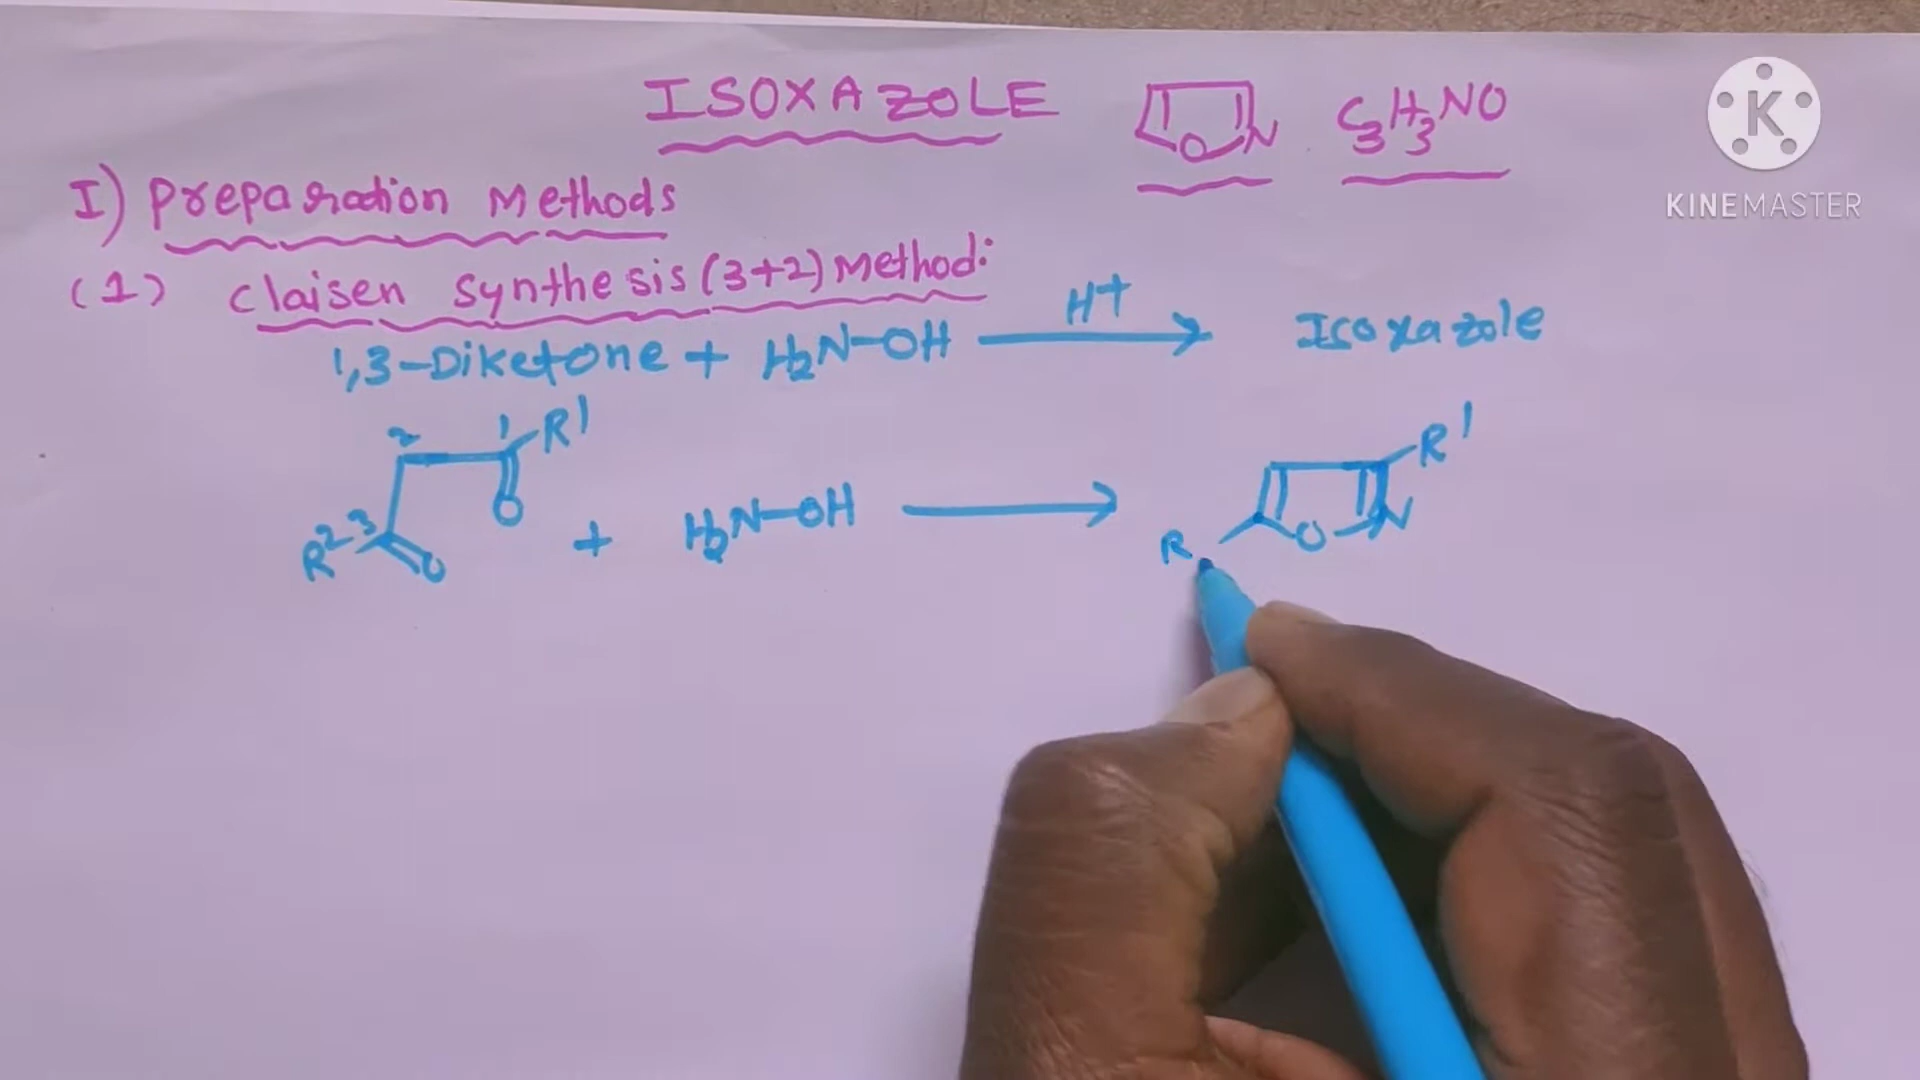 ISOXAZOLE O N C3H3NO
K
KINEMASTER
I) Preparation Methods
(1) Claisen synthesis (3+2) Method:
1,3-Diketone + H2N-OH H+ Isoxazole
2 1 R1 O
R2 3 O + H2N-OH R1 N O R